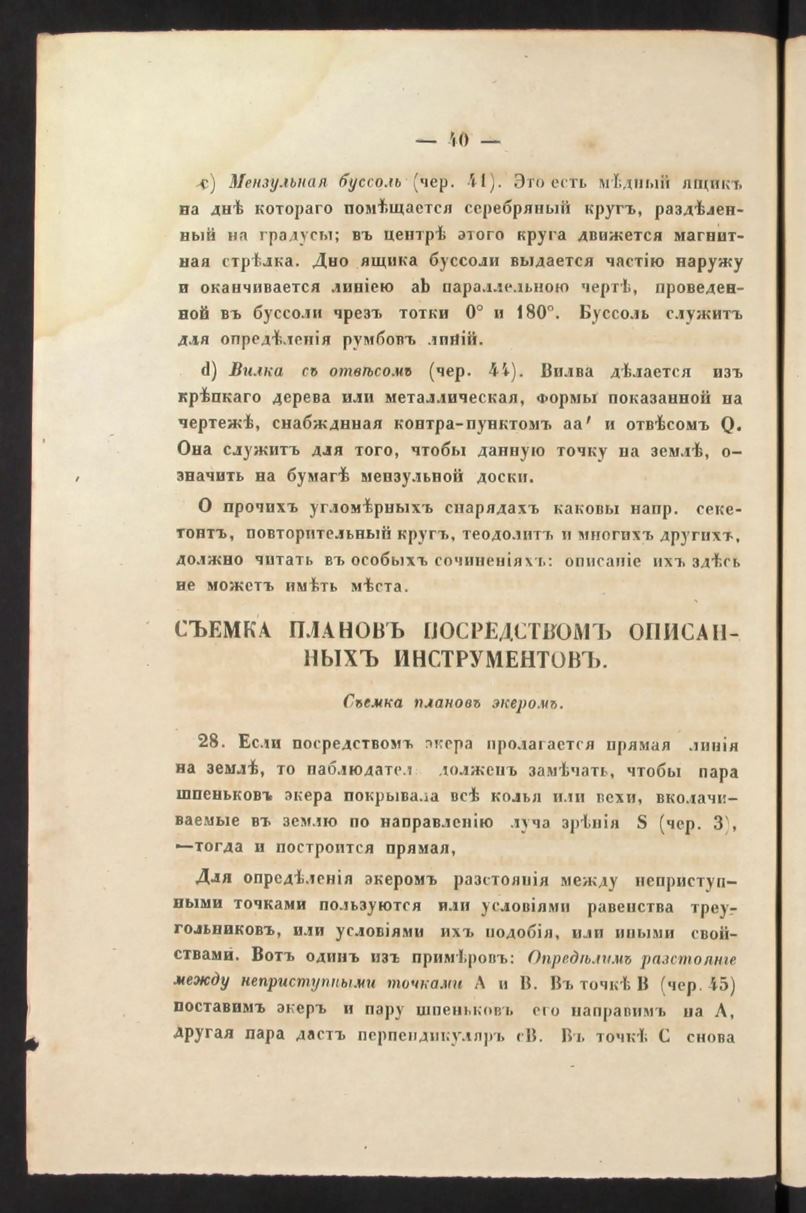 — 40 —
с) Мензульная буссоль (чер. 41). Это есть мѣдный ящикъ
на днѣ котораго помѣщается серебряный кругъ, раздѣлен-
ный на градусы; въ центрѣ этого круга движется магнит-
ная стрѣлка. Дно ящика буссоли выдается частію наружу
и оканчивается линіею ab параллельною чертѣ, проведен-
ной въ буссоли чрезъ тотки 0° и 180°. Буссоль служитъ
для опредѣленія румбовъ линій.
d) Вилка съ отвѣсомъ (чер. 44). Вилва дѣлается изъ
крѣпкаго дерева или металлическая, формы показанной на
чертежѣ, снабжднная контра-пунктомъ аа′ и отвѣсомъ Q.
Она служитъ для того, чтобы данную точку на землѣ, о-
значить на бумагѣ мензульной доски.
О прочихъ угломѣрныхъ снарядахъ каковы напр. секс-
тонтъ, повторительный кругъ, теодолитъ и многихъ другихъ,
должно читать въ особыхъ сочиненіяхъ: описаніе ихъ здѣсь
не можетъ имѣть мѣста.
СЪЕМКА ПЛАНОВЪ ПОСРЕДСТВОМЪ ОПИСАН-
НЫХЪ ИНСТРУМЕНТОВЪ.
Съемка плановъ экеромъ.
28. Если посредствомъ экера пролагается прямая линія
на землѣ, то наблюдател долженъ замѣчать, чтобы пара
шпеньковъ экера покрывала всѣ колья или вехи, вколачи-
ваемые въ землю по направленію луча зрѣнія S (чер. 3),
—тогда и построится прямая,
Для опредѣленія экеромъ разстоянія между неприступ-
ными точками пользуются или условіями равенства треу-
гольниковъ, или условіями ихъ подобія, или иными свой-
ствами. Вотъ одинъ изъ примѣровъ: Опредѣлимъ разстояніе
между неприступными точками А и В. Въ точкѣ В (чер. 45)
поставимъ экеръ и пару шпеньковъ его направимъ на А,
другая пара дастъ перпендикуляръ сВ. Въ точкѣ С снова